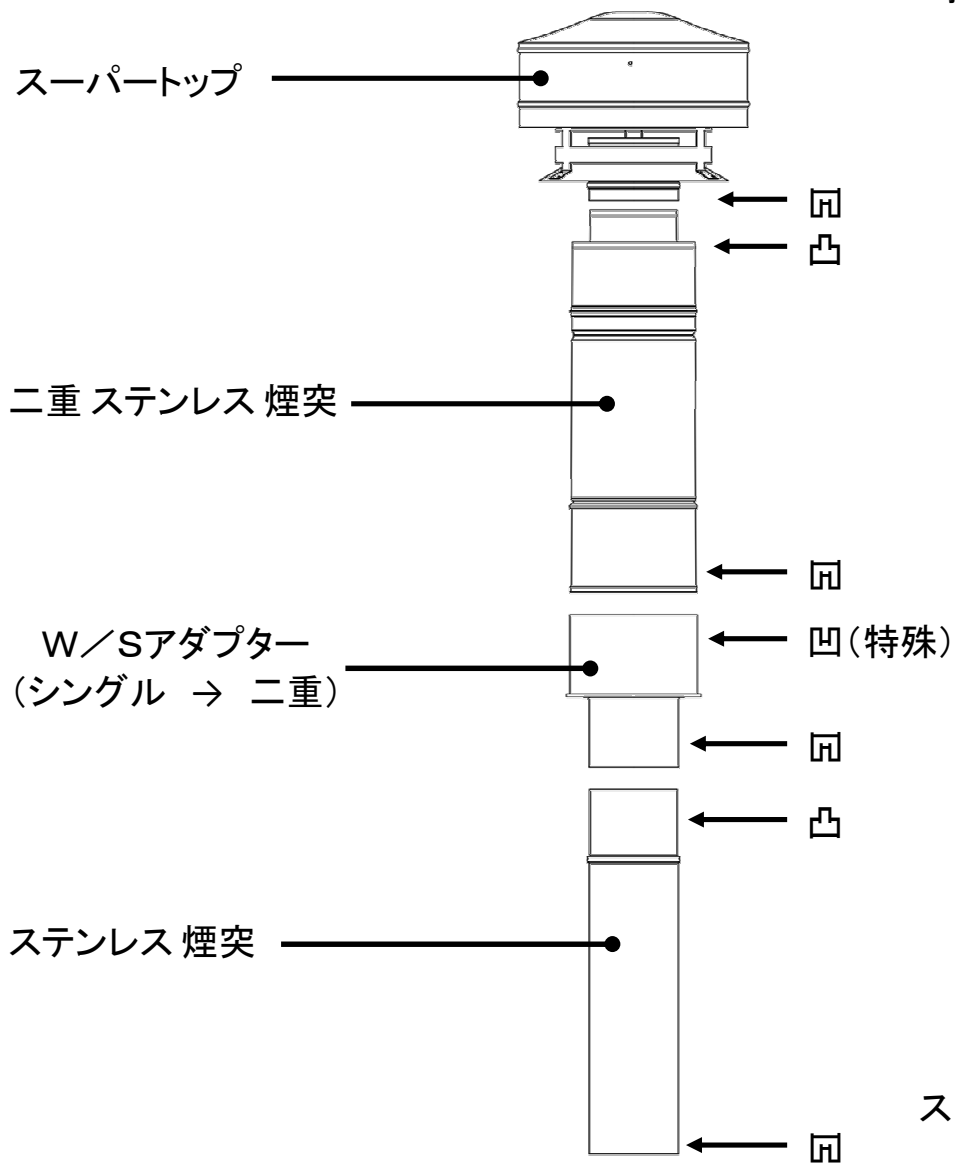 スーパートップ
凹
凸
二重 ステンレス 煙突
凹
凹(特殊)
W/Sアダプター
(シングル → 二重)
凹
凸
ステンレス 煙突
ス
凹